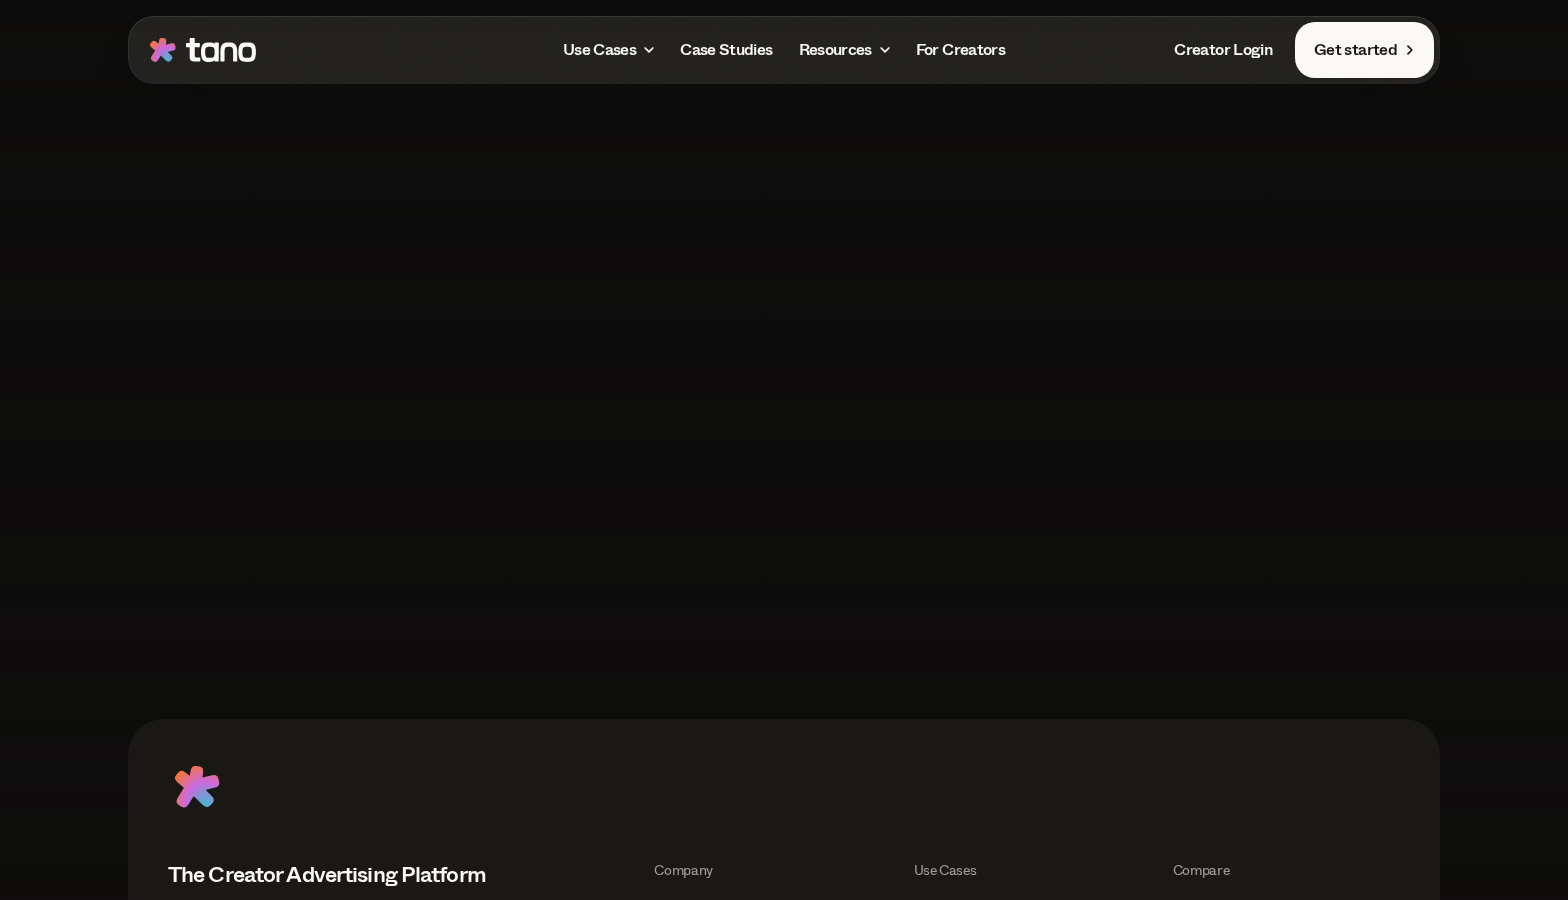 tano
Use Cases
Case Studies
Resources
For Creators
Creator Login
Get started
The Creator Advertising Platform
Company
Use Cases
Compare